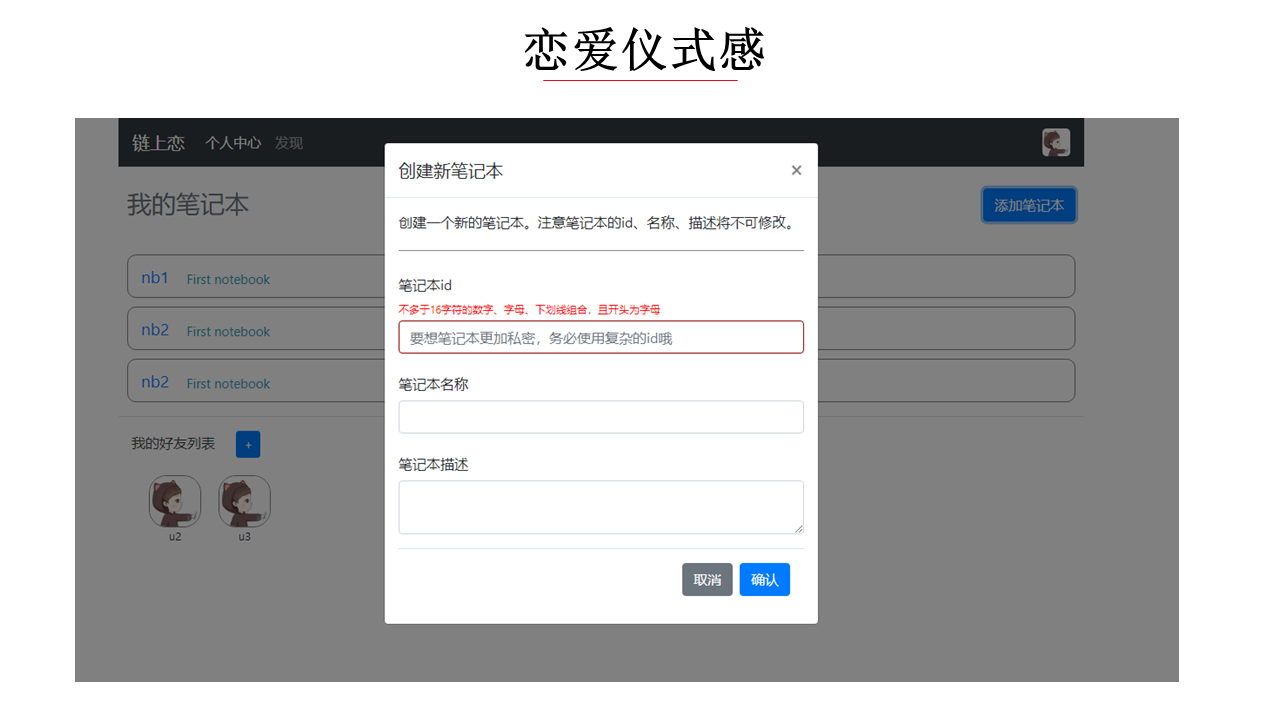 恋爱仪式感
链上恋 个人中心 发现
创建新笔记本 ×
我的笔记本
添加笔记本
创建一个新的笔记本。注意笔记本的id、名称、描述将不可修改。
nb1 First notebook
nb2 First notebook
nb2 First notebook
笔记本id
不多于16字符的数字、字母、下划线组合，且开头为字母
要想笔记本更加私密，务必使用复杂的id哦
笔记本名称
笔记本描述
我的好友列表 +
u2 u3
取消 确认